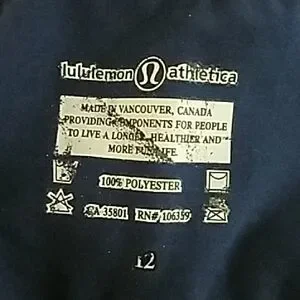 lululemon athletica
MADE IN VANCOUVER, CANADA
PROVIDING COMPONENTS FOR PEOPLE
TO LIVE A LONGER, HEALTHIER AND
MORE FUN LIFE.
100% POLYESTER
CA 35801 RN# 106359
12